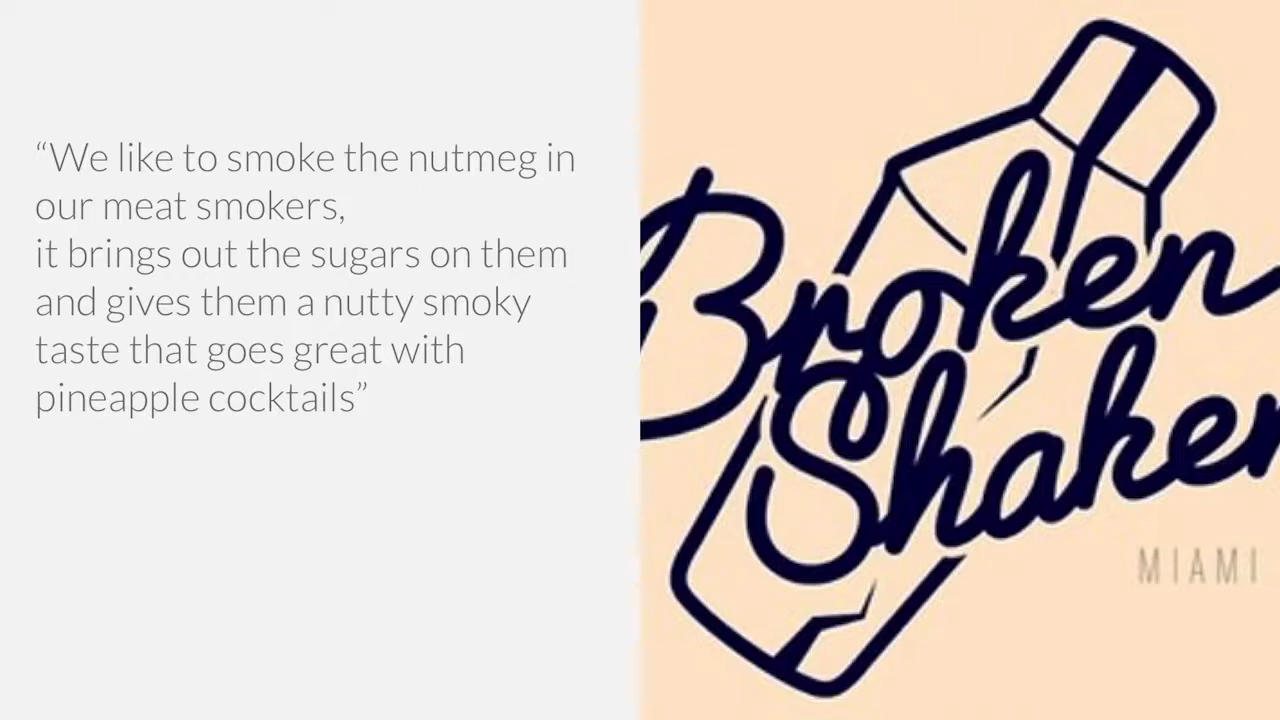 “We like to smoke the nutmeg in
our meat smokers,
it brings out the sugars on them
and gives them a nutty smoky
taste that goes great with
pineapple cocktails”
Broken
Shaker
MIAMI